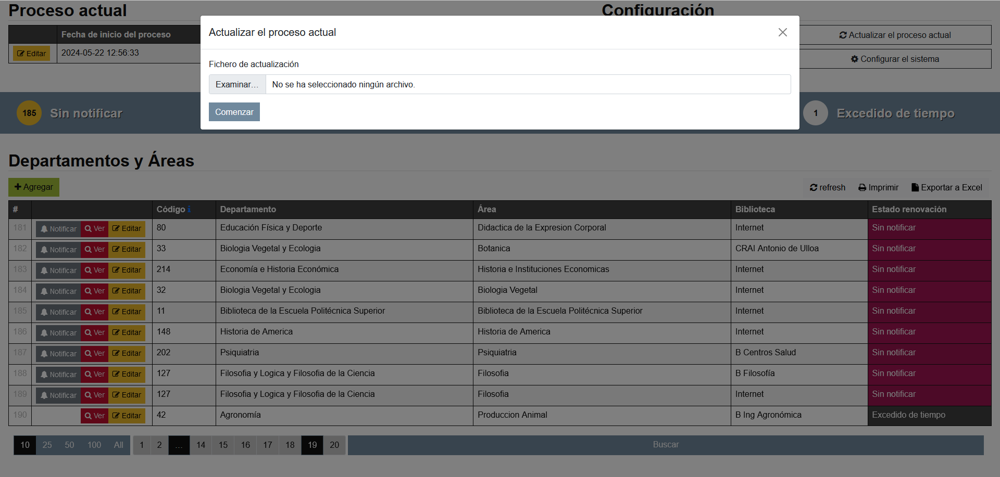 Proceso actual
Configuración
Fecha de inicio del proceso
Editar 2024-05-22 12:56:33
Actualizar el proceso actual
Configurar el sistema
Actualizar el proceso actual
Fichero de actualización
Examinar... No se ha seleccionado ningún archivo.
Comenzar
185 Sin notificar
1 Excedido de tiempo
Departamentos y Áreas
Agregar
refresh Imprimir Exportar a Excel
# Código Departamento Área Biblioteca Estado renovación
181 Notificar Ver Editar 80 Educación Física y Deporte Didactica de la Expresion Corporal Internet Sin notificar
182 Notificar Ver Editar 33 Biologia Vegetal y Ecologia Botanica CRAI Antonio de Ulloa Sin notificar
183 Notificar Ver Editar 214 Economía e Historia Económica Historia e Instituciones Economicas Internet Sin notificar
184 Notificar Ver Editar 32 Biologia Vegetal y Ecologia Biologia Vegetal Internet Sin notificar
185 Notificar Ver Editar 11 Biblioteca de la Escuela Politécnica Superior Biblioteca de la Escuela Politécnica Superior Internet Sin notificar
186 Notificar Ver Editar 148 Historia de America Historia de America Internet Sin notificar
187 Notificar Ver Editar 202 Psiquiatria Psiquiatria B Centros Salud Sin notificar
188 Notificar Ver Editar 127 Filosofia y Logica y Filosofia de la Ciencia Filosofia B Filosofía Sin notificar
189 Notificar Ver Editar 127 Filosofia y Logica y Filosofia de la Ciencia Filosofia Internet Sin notificar
190 Ver Editar 42 Agronomía Produccion Animal B Ing Agronómica Excedido de tiempo
10 25 50 100 All 1 2 ... 14 15 16 17 18 19 20 Buscar